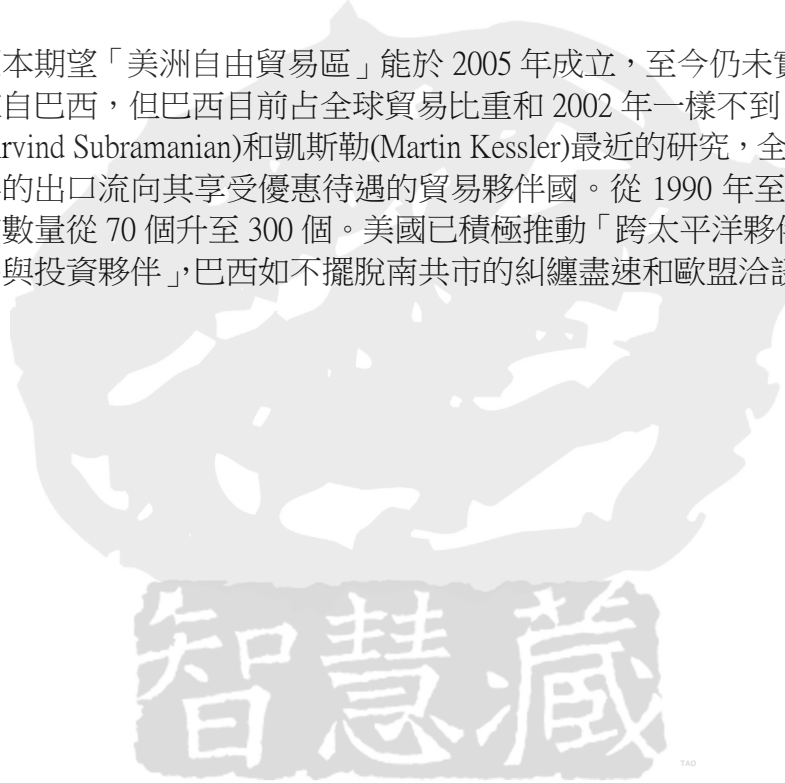 本期望「美洲自由貿易區」能於 2005 年成立，至今仍未實
自巴西，但巴西目前占全球貿易比重和 2002 年一樣不到
rvind Subramanian)和凱斯勒(Martin Kessler)最近的研究，全
的出口流向其享受優惠待遇的貿易夥伴國。從 1990 年至
數量從 70 個升至 300 個。美國已積極推動「跨太平洋夥伴
與投資夥伴」，巴西如不擺脫南共市的糾纏盡速和歐盟洽談
智慧藏
TAO